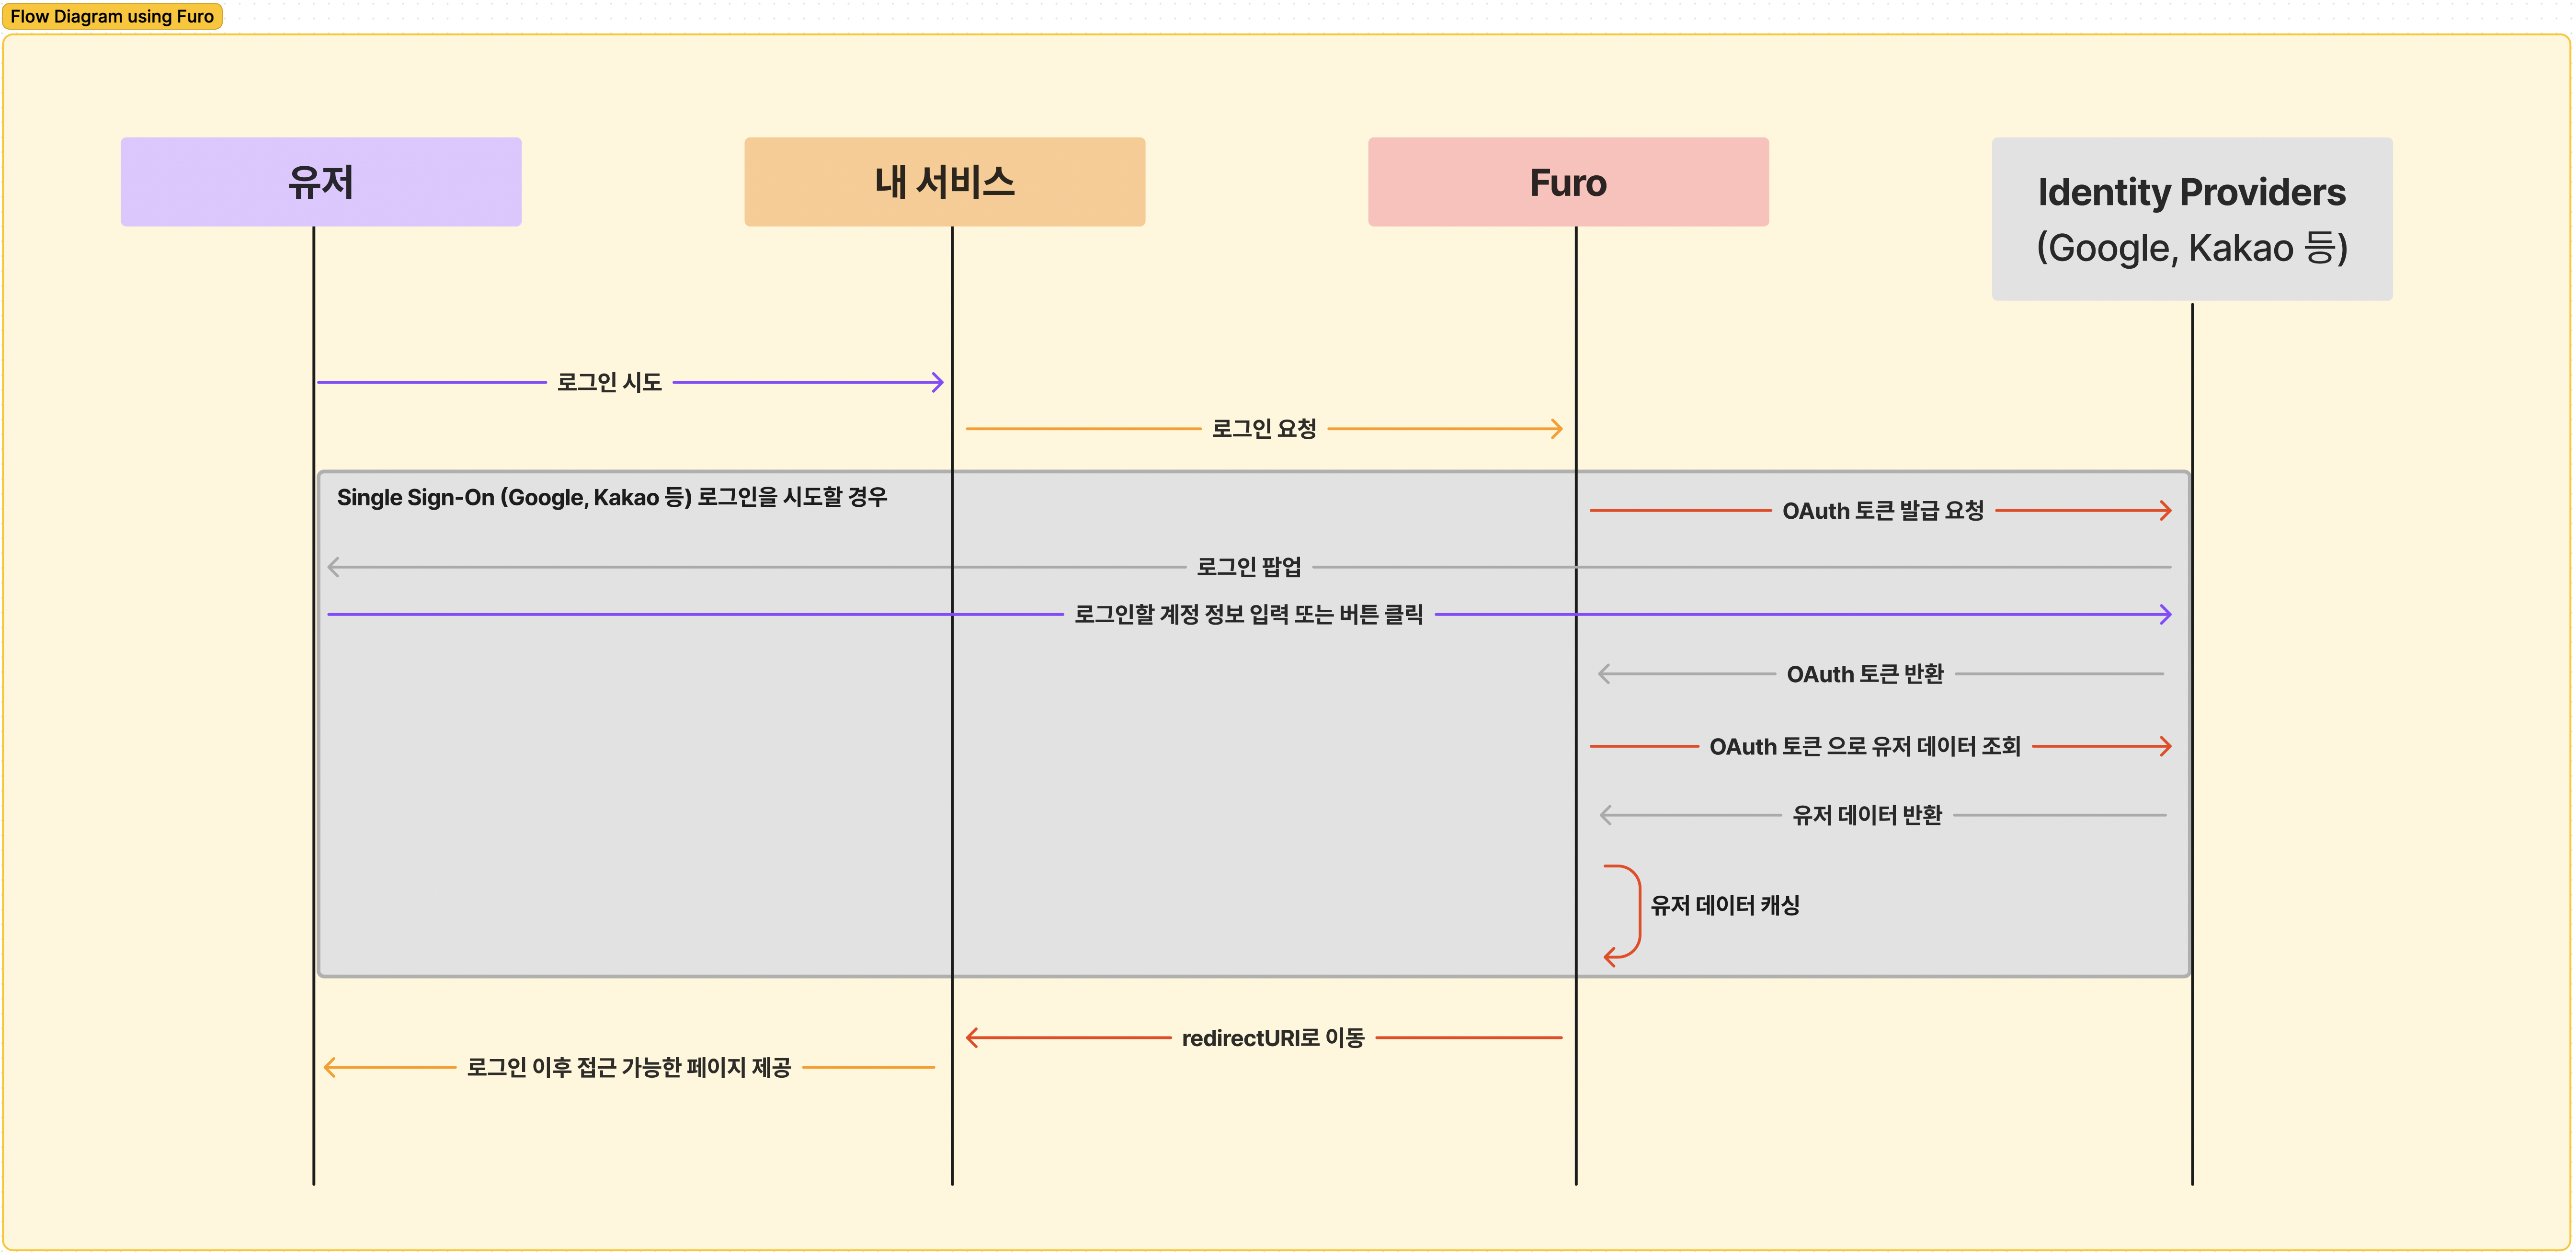 Flow Diagram using Furo
유저
내 서비스
Furo
Identity Providers
(Google, Kakao 등)
로그인 시도
로그인 요청
Single Sign-On (Google, Kakao 등) 로그인을 시도할 경우
OAuth 토큰 발급 요청
로그인 팝업
로그인할 계정 정보 입력 또는 버튼 클릭
OAuth 토큰 반환
OAuth 토큰 으로 유저 데이터 조회
유저 데이터 반환
유저 데이터 캐싱
redirectURI로 이동
로그인 이후 접근 가능한 페이지 제공